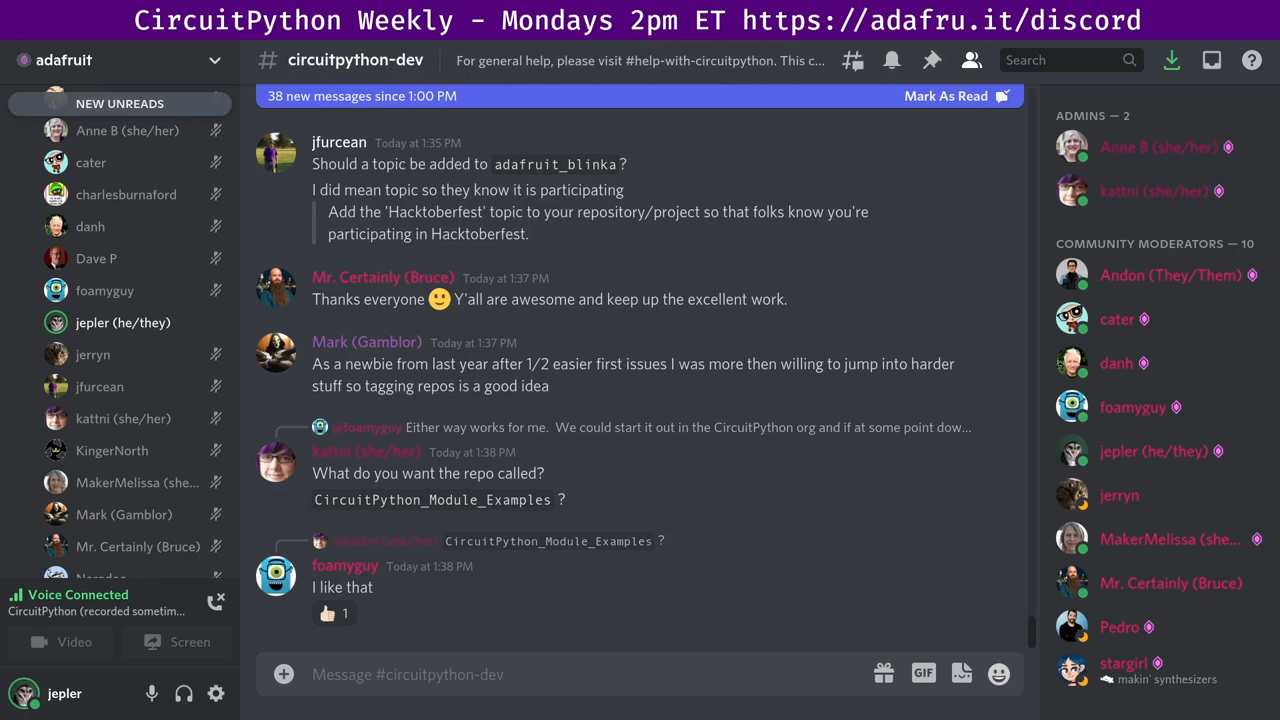 CircuitPython Weekly - Mondays 2pm ET https://adafru.it/discord
adafruit
NEW UNREADS
Anne B (she/her)
cater
charlesburnaford
danh
Dave P
foamyguy
jepler (he/they)
jerryn
jfurcean
kattni (she/her)
KingerNorth
MakerMelissa (she...
Mark (Gamblor)
Mr. Certainly (Bruce)
Voice Connected
CircuitPython (recorded sometim...
Video
Screen
jepler
# circuitpython-dev
For general help, please visit #help-with-circuitpython. This c...
Search
38 new messages since 1:00 PM
Mark As Read
jfurcean Today at 1:35 PM
Should a topic be added to adafruit_blinka ?
I did mean topic so they know it is participating
Add the 'Hacktoberfest' topic to your repository/project so that folks know you're
participating in Hacktoberfest.
Mr. Certainly (Bruce) Today at 1:37 PM
Thanks everyone 🙂 Y'all are awesome and keep up the excellent work.
Mark (Gamblor) Today at 1:37 PM
As a newbie from last year after 1/2 easier first issues I was more then willing to jump into harder
stuff so tagging repos is a good idea
@foamyguy Either way works for me. We could start it out in the CircuitPython org and if at some point dow...
kattni (she/her) Today at 1:38 PM
What do you want the repo called?
CircuitPython_Module_Examples ?
@kattni (she/her) CircuitPython_Module_Examples ?
foamyguy Today at 1:38 PM
I like that
👍🏻 1
Message #circuitpython-dev
GIF
ADMINS — 2
Anne B (she/her)
kattni (she/her)
COMMUNITY MODERATORS — 10
Andon (They/Them)
cater
danh
foamyguy
jepler (he/they)
jerryn
MakerMelissa (she...
Mr. Certainly (Bruce)
Pedro
stargirl
makin' synthesizers